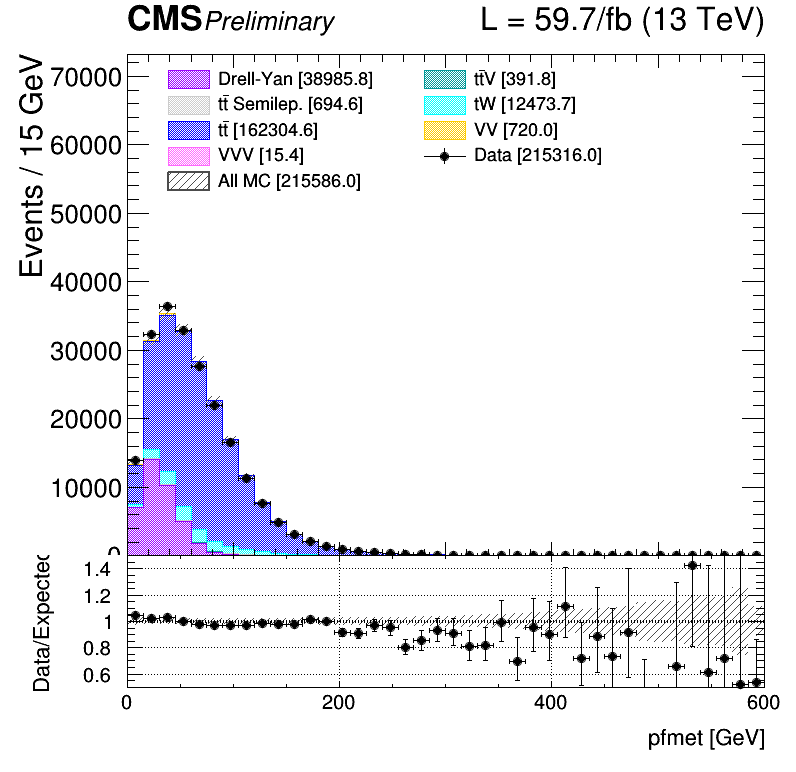 CMS Preliminary L = 59.7/fb (13 TeV)
Events / 15 GeV
70000
60000
50000
40000
30000
20000
10000
0
Drell-Yan [38985.8]
tt̄ Semilep. [694.6]
tt̄ [162304.6]
VVV [15.4]
All MC [215586.0]
tt̄V [391.8]
tW [12473.7]
VV [720.0]
Data [215316.0]
Data/Expected
1.4
1.2
1
0.8
0.6
0 200 400 600
pfmet [GeV]